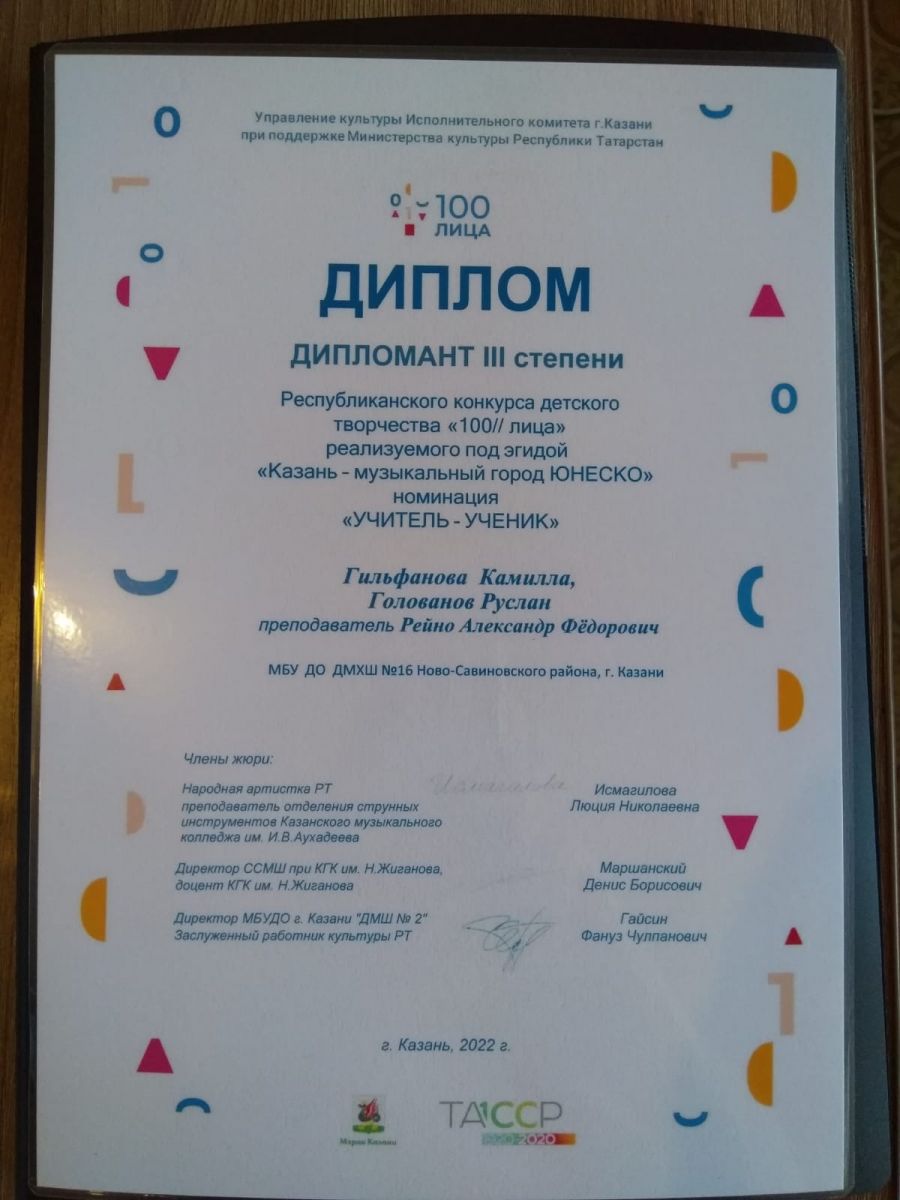 Управление культуры Исполнительного комитета г.Казани
при поддержке Министерства культуры Республики Татарстан
100
ЛИЦА
ДИПЛОМ
ДИПЛОМАНТ III степени
Республиканского конкурса детского
творчества «100// лица»
реализуемого под эгидой
«Казань – музыкальный город ЮНЕСКО»
номинация
«УЧИТЕЛЬ - УЧЕНИК»
Гильфанова Камилла,
Голованов Руслан
преподаватель Рейно Александр Фёдорович
МБУ ДО ДМХШ №16 Ново-Савиновского района, г. Казани
Члены жюри:
Народная артистка РТ
преподаватель отделения струнных
инструментов Казанского музыкального
колледжа им. И.В.Аухадеева
Исмагилова
Исмагилова
Люция Николаевна
Директор ССМШ при КГК им. Н.Жиганова,
доцент КГК им. Н.Жиганова
Маршанский
Денис Борисович
Директор МБУДО г. Казани "ДМШ № 2"
Заслуженный работник культуры РТ
Гайсин
Фануз Чулпанович
г. Казань, 2022 г.
Мэрия Казани
ТА1ССР
1920-2020